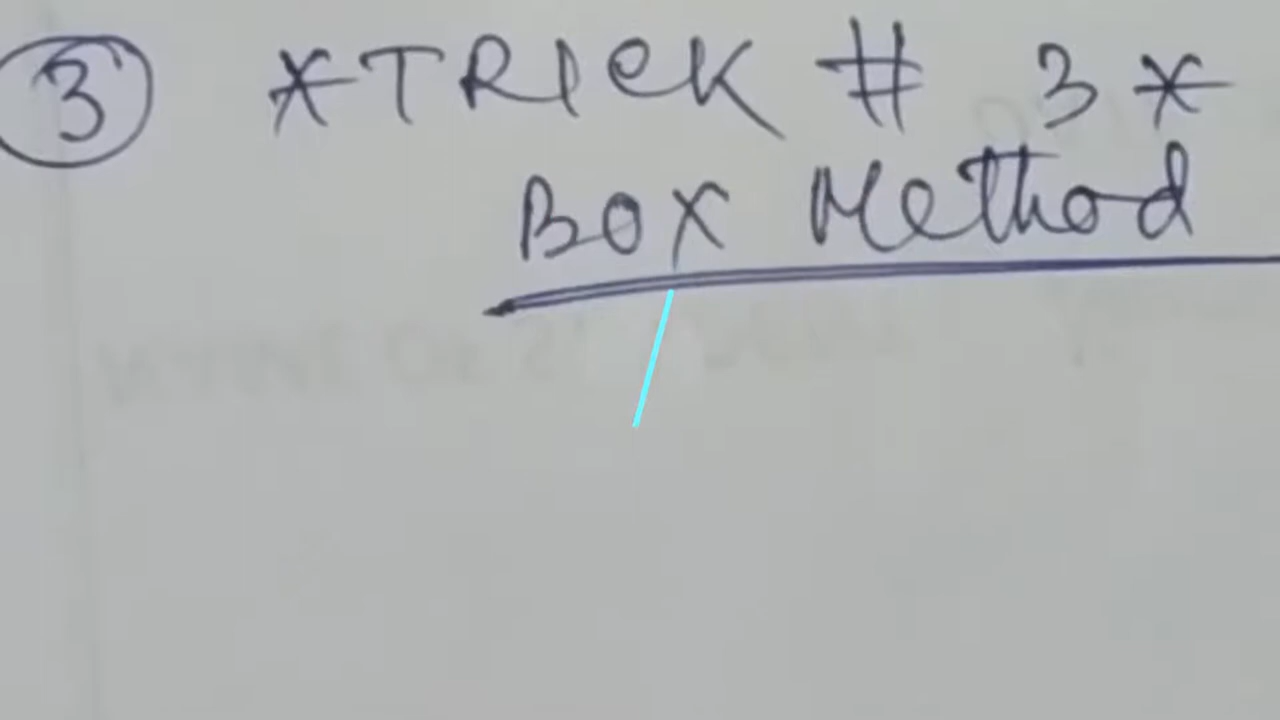 ③ *TRICK # 3*
Box Method